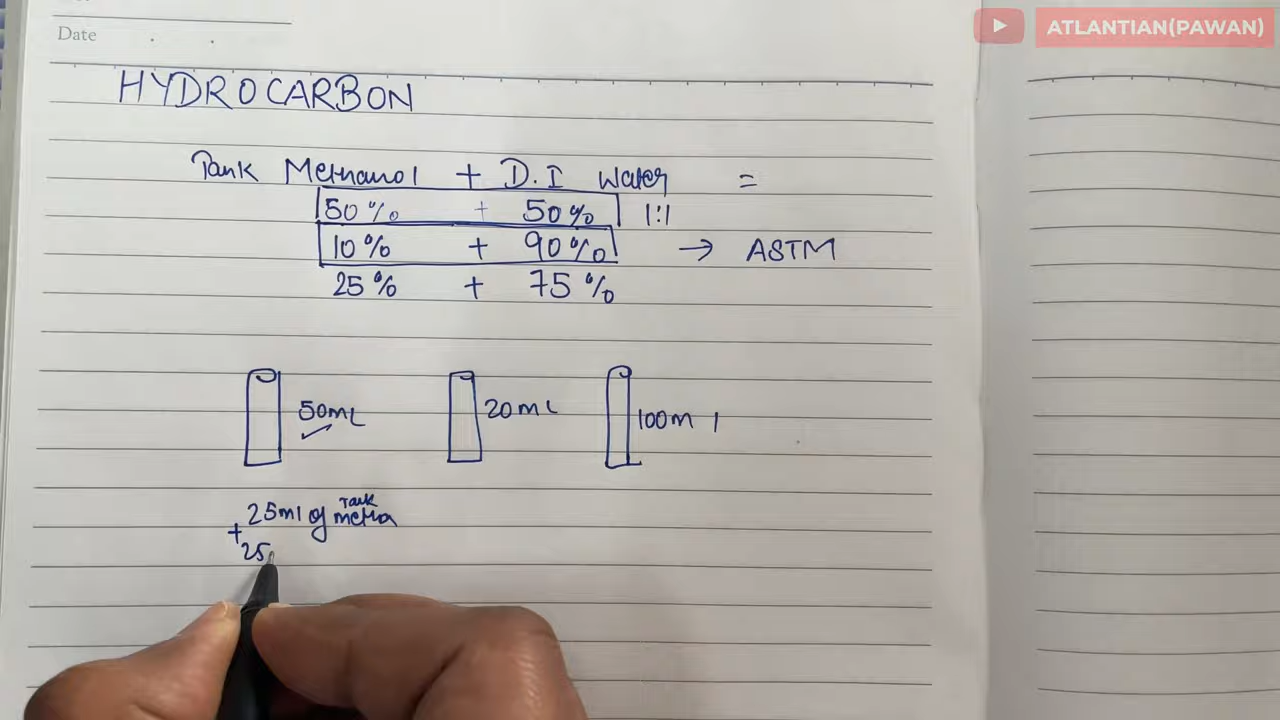 ATLANTIAN(PAWAN)
Date
HYDROCARBON
Tank Methanol + D.I Water =
50% + 50% 1:1
10% + 90% → ASTM
25% + 75%
50mL 20mL 100ml
Tank
25ml of metha
+
25